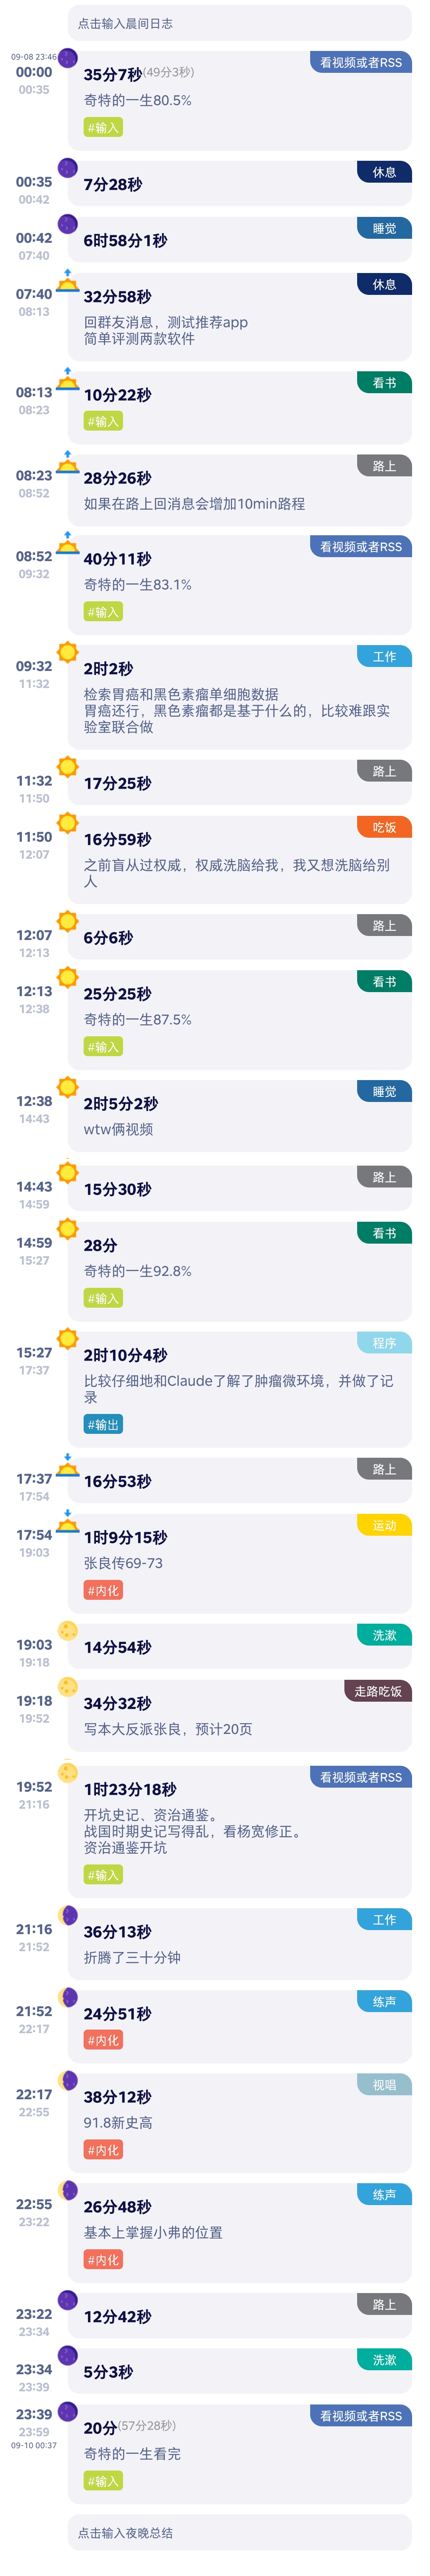 点击输入晨间日志
09-08 23:46
看视频或者RSS
00:00
35分7秒(49分3秒)
00:35
奇特的一生80.5%
#输入
休息
00:35
7分28秒
00:42
睡觉
00:42
6时58分1秒
07:40
休息
07:40
32分58秒
08:13
回群友消息，测试推荐app
简单评测两款软件
看书
08:13
10分22秒
08:23
#输入
路上
08:23
28分26秒
08:52
如果在路上回消息会增加10min路程
看视频或者RSS
08:52
40分11秒
09:32
奇特的一生83.1%
#输入
工作
09:32
2时2秒
11:32
检索胃癌和黑色素瘤单细胞数据
胃癌还行，黑色素瘤都是基于什么的，比较难跟实
验室联合做
路上
11:32
17分25秒
11:50
吃饭
11:50
16分59秒
12:07
之前盲从过权威，权威洗脑给我，我又想洗脑给别
人
路上
12:07
6分6秒
12:13
看书
12:13
25分25秒
12:38
奇特的一生87.5%
#输入
睡觉
12:38
2时5分2秒
14:43
wtw俩视频
路上
14:43
15分30秒
14:59
看书
14:59
28分
15:27
奇特的一生92.8%
#输入
程序
15:27
2时10分4秒
17:37
比较仔细地和Claude了解了肿瘤微环境，并做了记
录
#输出
路上
17:37
16分53秒
17:54
运动
17:54
1时9分15秒
19:03
张良传69-73
#内化
洗漱
19:03
14分54秒
19:18
走路吃饭
19:18
34分32秒
19:52
写本大反派张良，预计20页
看视频或者RSS
19:52
1时23分18秒
21:16
开坑史记、资治通鉴。
战国时期史记写得乱，看杨宽修正。
资治通鉴开坑
#输入
工作
21:16
36分13秒
21:52
折腾了三十分钟
练声
21:52
24分51秒
22:17
#内化
视唱
22:17
38分12秒
22:55
91.8新史高
#内化
练声
22:55
26分48秒
23:22
基本上掌握小弗的位置
#内化
路上
23:22
12分42秒
23:34
洗漱
23:34
5分3秒
23:39
看视频或者RSS
23:39
20分(57分28秒)
23:59
09-10 00:37
奇特的一生看完
#输入
点击输入夜晚总结